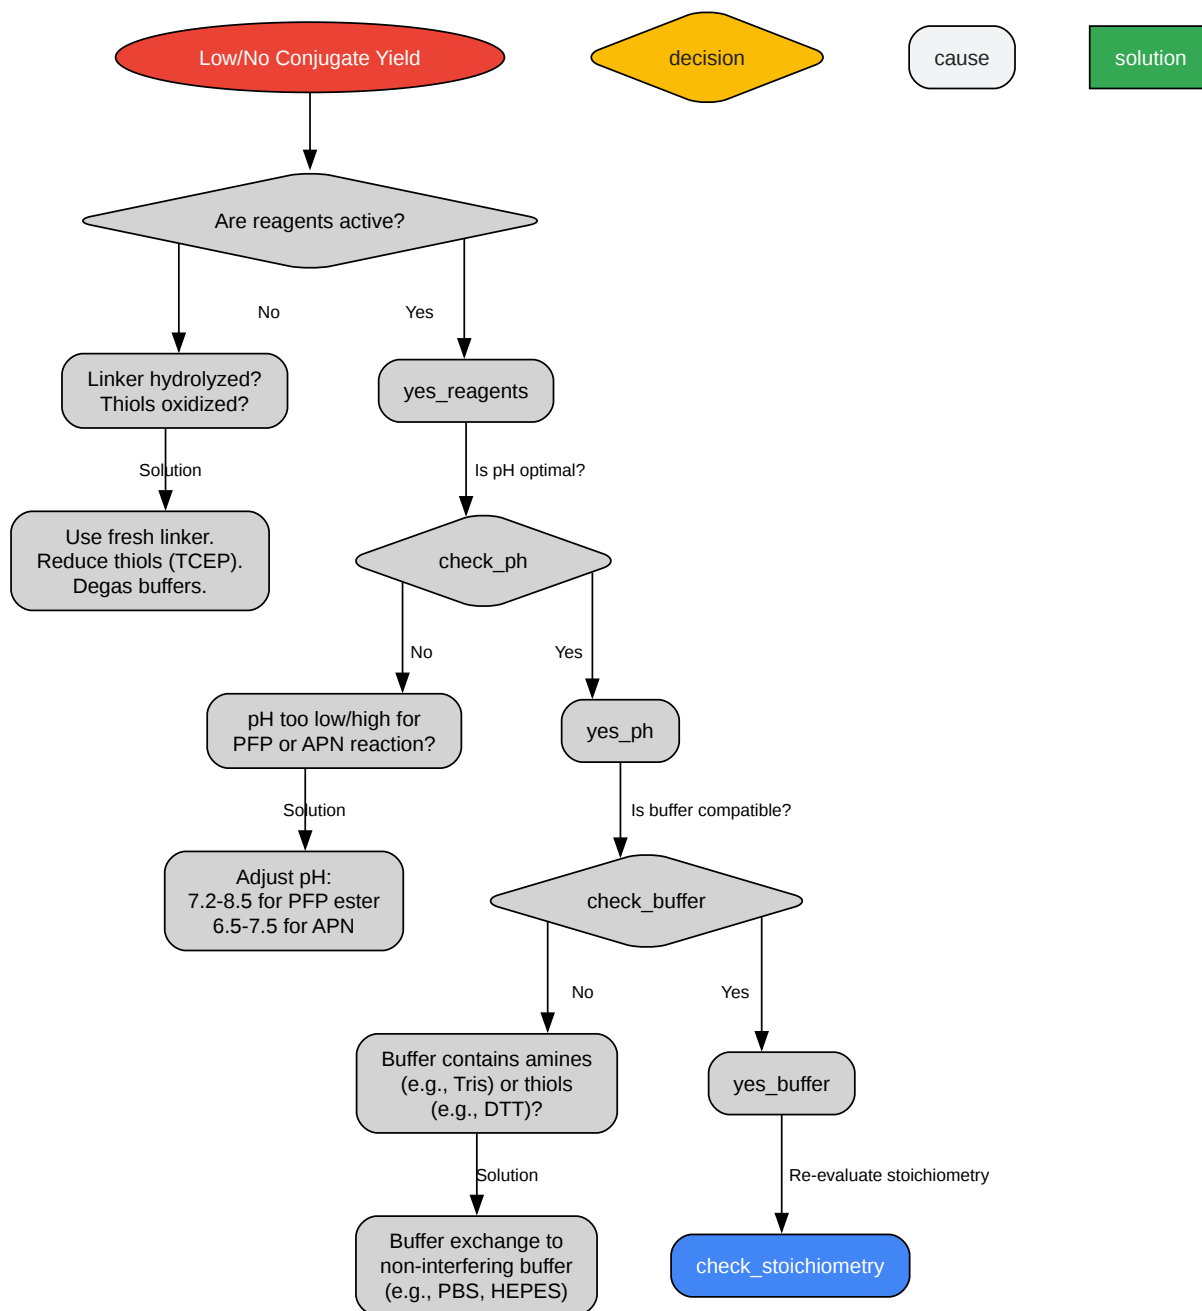 Low/No Conjugate Yield
decision
cause
solution
Are reagents active?
No
Yes
Linker hydrolyzed?
Thiols oxidized?
yes_reagents
Solution
Is pH optimal?
Use fresh linker.
Reduce thiols (TCEP).
Degas buffers.
check_ph
No
Yes
pH too low/high for
PFP or APN reaction?
yes_ph
Solution
Is buffer compatible?
Adjust pH:
7.2-8.5 for PFP ester
6.5-7.5 for APN
check_buffer
No
Yes
Buffer contains amines
(e.g., Tris) or thiols
(e.g., DTT)?
yes_buffer
Solution
Re-evaluate stoichiometry
Buffer exchange to
non-interfering buffer
(e.g., PBS, HEPES)
check_stoichiometry